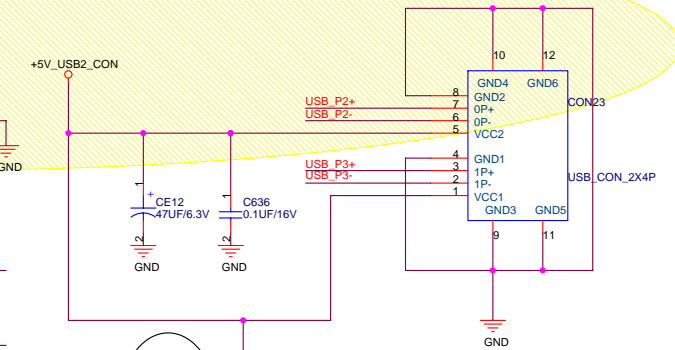 10
12
+5V_USB2_CON
GND4
GND6
8
GND2
USB_P2+
7
0P+
CON23
USB_P2-
6
0P-
5
VCC2
GND
4
GND1
USB_P3+
3
1P+
USB_P3-
2
1P-
USB_CON_2X4P
1
VCC1
1
+
CE12
47UF/6.3V
2
GND
1
C636
0.1UF/16V
2
GND
GND3
GND5
9
11
GND